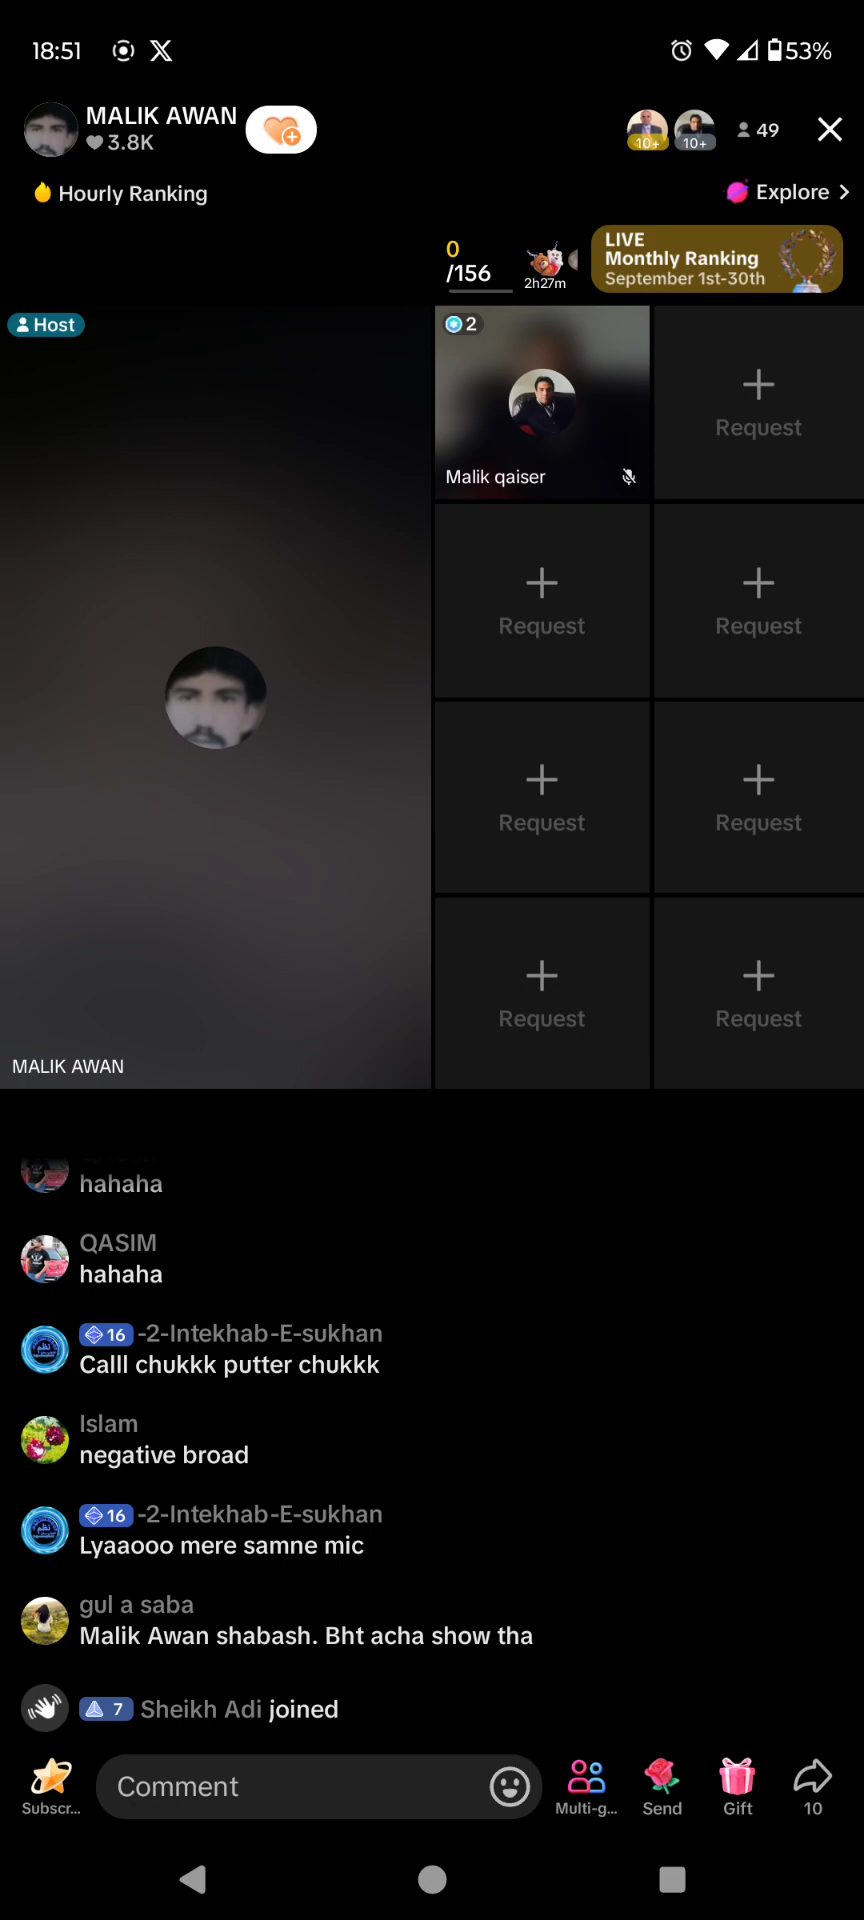 18:51
53%
MALIK AWAN
3.8K
10+
10+
49
Hourly Ranking
Explore
0
/156
2h27m
LIVE
Monthly Ranking
September 1st-30th
Host
2
Malik qaiser
Request
Request
Request
Request
Request
Request
Request
MALIK AWAN
hahaha
QASIM
hahaha
16 -2-Intekhab-E-sukhan
Calll chukkk putter chukkk
Islam
negative broad
16 -2-Intekhab-E-sukhan
Lyaaooo mere samne mic
gul a saba
Malik Awan shabash. Bht acha show tha
7 Sheikh Adi joined
Subscr...
Comment
Multi-g...
Send
Gift
10